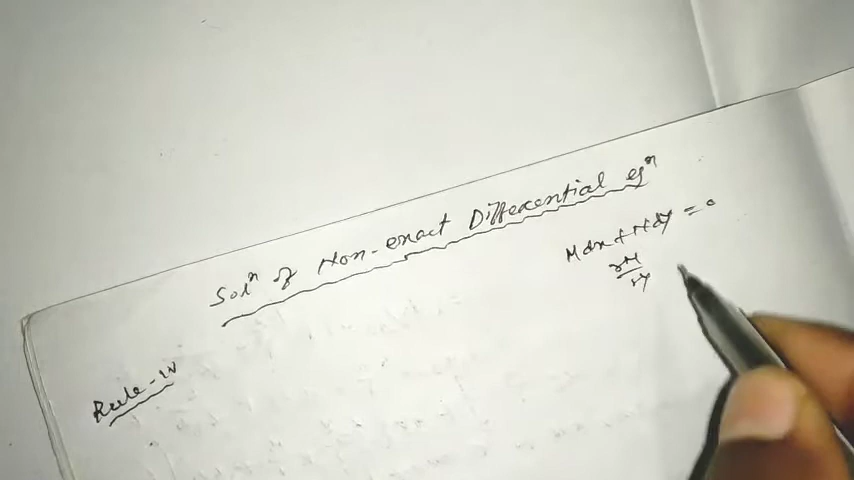 Solⁿ of Non-exact Differential eqⁿ
Mdx + Ndy = 0
∂M/∂y
Rule-IV